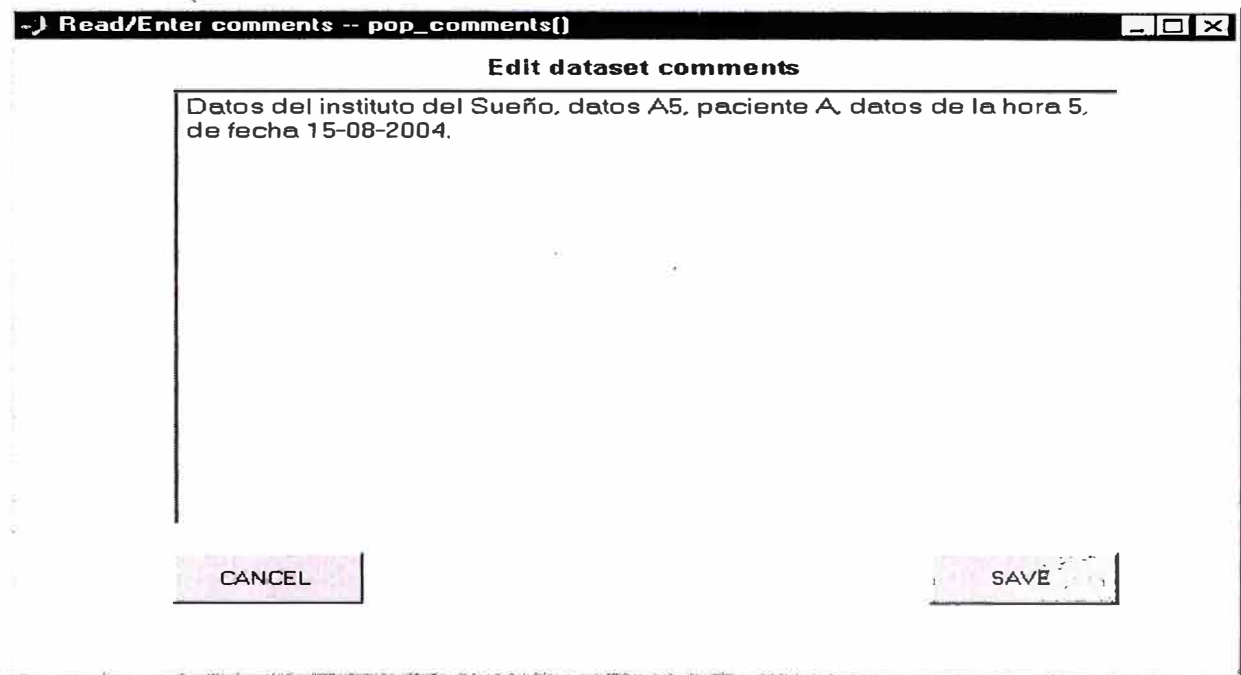 Read/Enter comments -- pop_comments()
Edit dataset comments
Datos del instituto del Sueño, datos A5, paciente A, datos de la hora 5,
de fecha 15-08-2004.
CANCEL
SAVE